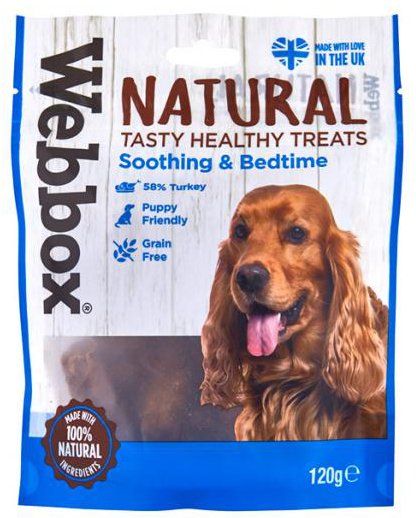 Webbox®
MADE WITH LOVE
IN THE UK
NATURAL
TASTY HEALTHY TREATS
Soothing & Bedtime
58% Turkey
Puppy
Friendly
Grain
Free
MADE WITH
100%
NATURAL
INGREDIENTS
120g℮